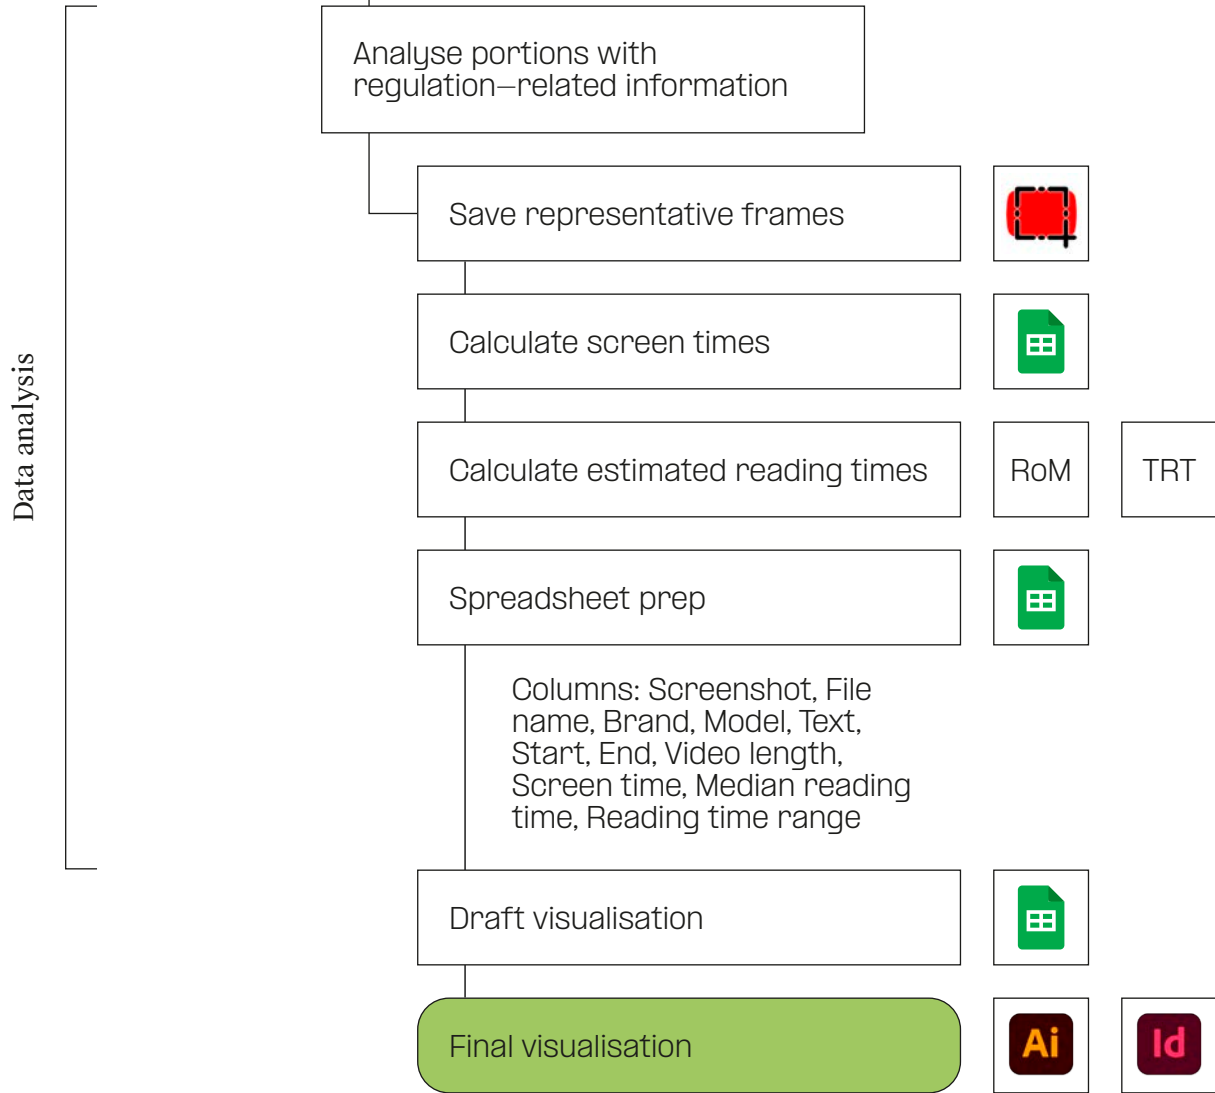 Analyse portions with
regulation–related information
Save representative frames
Calculate screen times
Data analysis
Calculate estimated reading times
RoM
TRT
Spreadsheet prep
Columns: Screenshot, File
name, Brand, Model, Text,
Start, End, Video length,
Screen time, Median reading
time, Reading time range
Draft visualisation
Final visualisation
Ai
Id